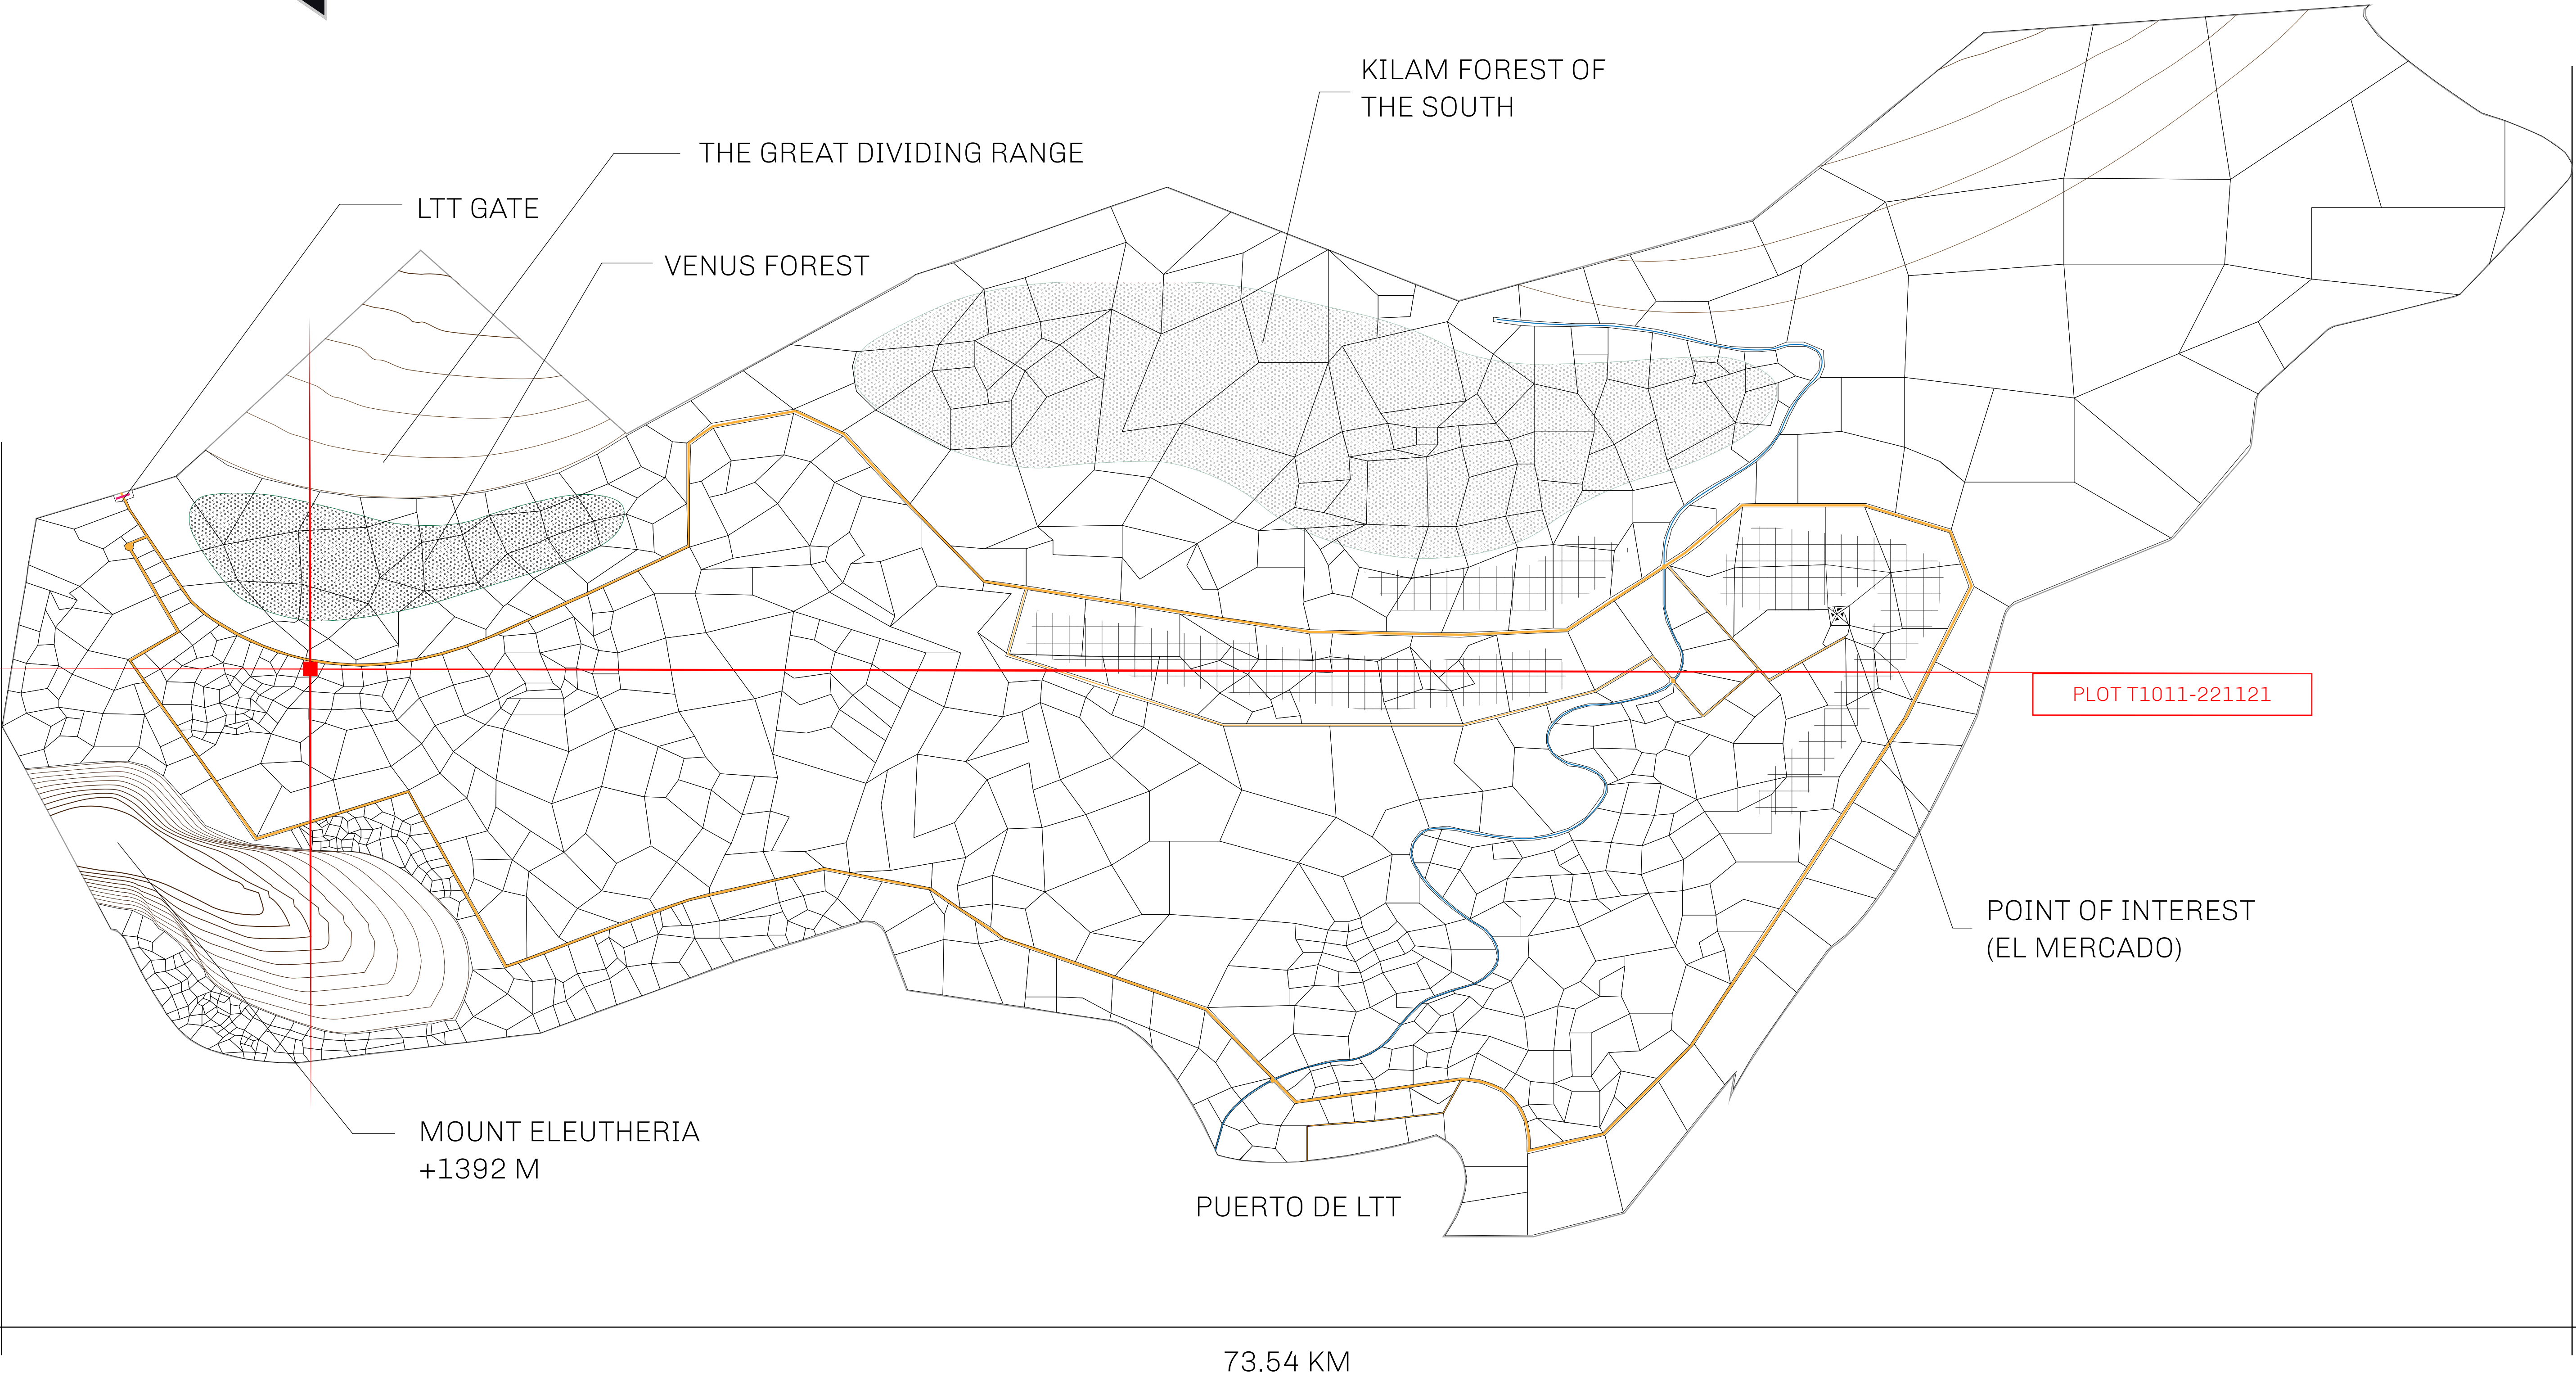 KILAM FOREST OF
THE SOUTH
THE GREAT DIVIDING RANGE
LTT GATE
VENUS FOREST
PLOT T1011-221121
POINT OF INTEREST
(EL MERCADO)
MOUNT ELEUTHERIA
+1392 M
PUERTO DE LTT
73.54 KM